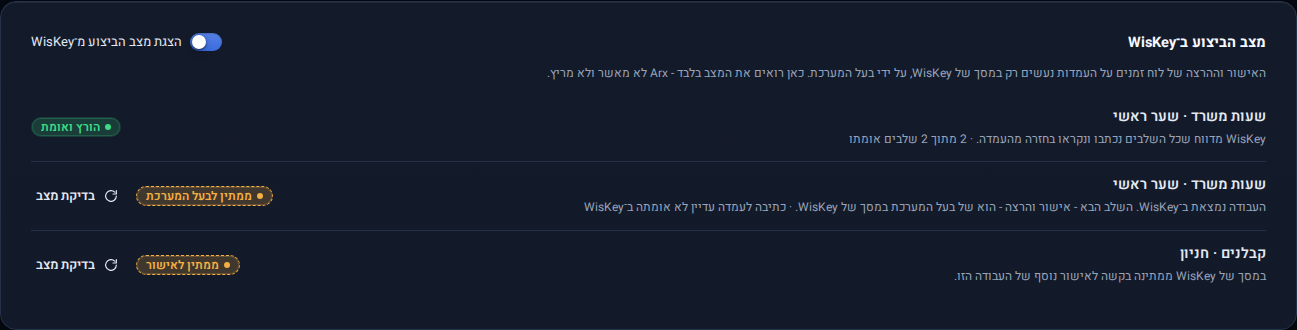 מצב הביצוע ב־WisKey
הצגת מצב הביצוע מ־WisKey
האישור וההרצה של לוח זמנים על העמדות נעשים רק במסך של WisKey, על ידי בעל המערכת. כאן רואים את המצב בלבד - Arx לא מאשר ולא מריץ.
שעות משרד · שער ראשי
הורץ ואומת
WisKey מדווח שכל השלבים נכתבו ונקראו בחזרה מהעמדה. · 2 מתוך 2 שלבים אומתו
שעות משרד · שער ראשי
ממתין לבעל המערכת
בדיקת מצב
העבודה נמצאת ב־WisKey. השלב הבא - אישור והרצה - הוא של בעל המערכת במסך של WisKey. · כתיבה לעמדה עדיין לא אומתה ב־WisKey
קבלנים · חניון
ממתין לאישור
בדיקת מצב
במסך של WisKey ממתינה בקשה לאישור נוסף של העבודה הזו.